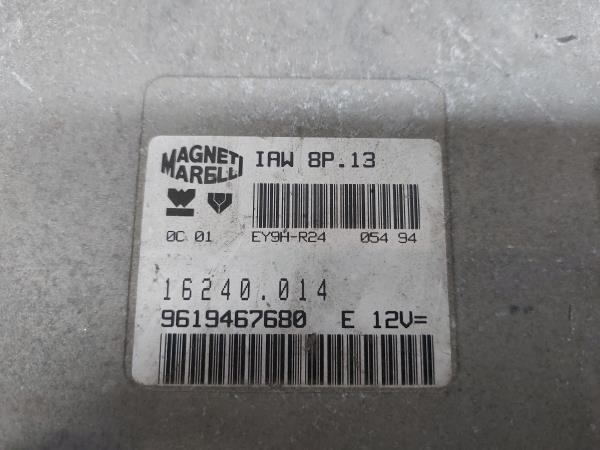 MAGNETI MARELLI
IAW 8P.13
0C 01 EY9H-R24 054 94
16240.014
9619467680 E 12V=